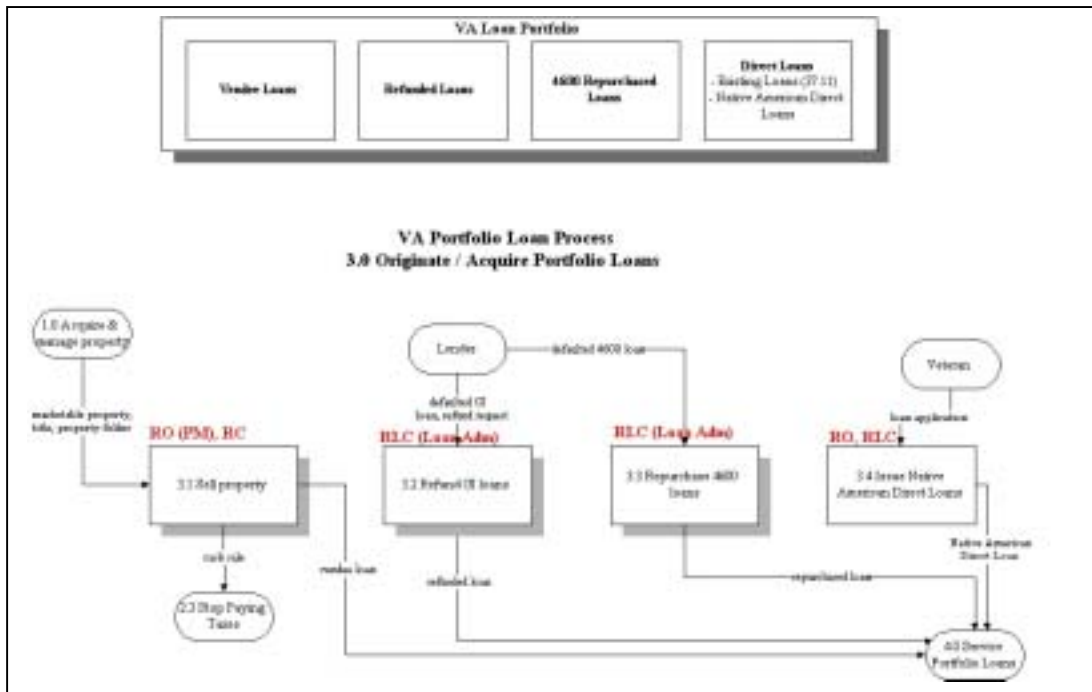 VA Loan Portfolio
Vendee Loans
Refunded Loans
4600 Repurchased
Loans
Direct Loans
- Existing Loans (37 11)
- Native American Direct
Loans
VA Portfolio Loan Process
3.0 Originate / Acquire Portfolio Loans
1.0 Acquire &
manage property
Lender
defaulted 4600 loan
Veteran
marketable property,
title, property folder
defaulted GI
loan, refund request
loan application
RO (PM), RC
RLC (Loan Adm)
RLC (Loan Adm)
RO, RLC
3.1 Sell property
3.2 Refund GI loans
3.3 Repurchase 4600
loans
3.4 Issue Native
American Direct Loans
cash sale
vendee loan
refunded loan
repurchased loan
Native American
Direct Loan
2.3 Stop Paying
Taxes
4.0 Service
Portfolio Loans